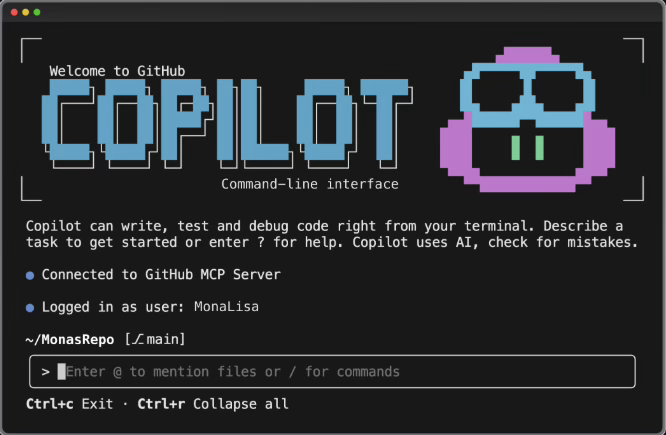 Welcome to GitHub
COPILOT
Command-line interface
Copilot can write, test and debug code right from your terminal. Describe a
task to get started or enter ? for help. Copilot uses AI, check for mistakes.
● Connected to GitHub MCP Server
● Logged in as user: MonaLisa
~/MonasRepo [⎇main]
> Enter @ to mention files or / for commands
Ctrl+c Exit · Ctrl+r Collapse all